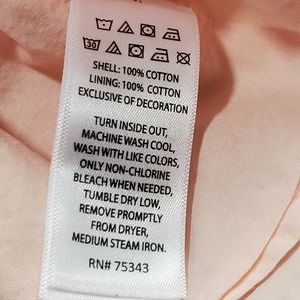 30
SHELL: 100% COTTON
LINING: 100% COTTON
EXCLUSIVE OF DECORATION
TURN INSIDE OUT,
MACHINE WASH COOL,
WASH WITH LIKE COLORS,
ONLY NON-CHLORINE
BLEACH WHEN NEEDED,
TUMBLE DRY LOW,
REMOVE PROMPTLY
FROM DRYER,
MEDIUM STEAM IRON.
RN# 75343